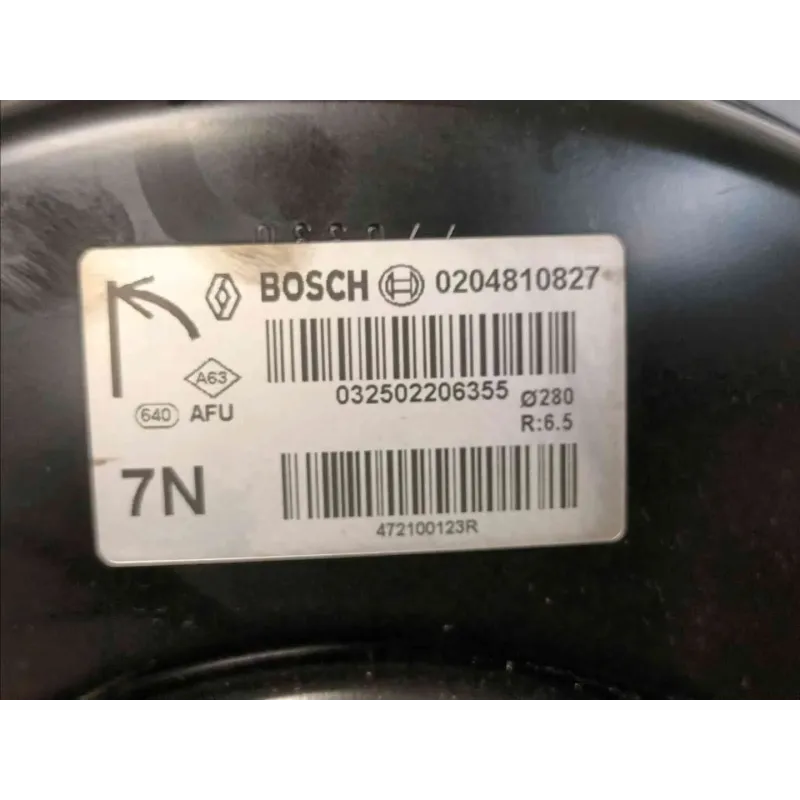 BOSCH 0204810827
A63
032502206355
Ø280
640 AFU
R:6.5
7N
472100123R